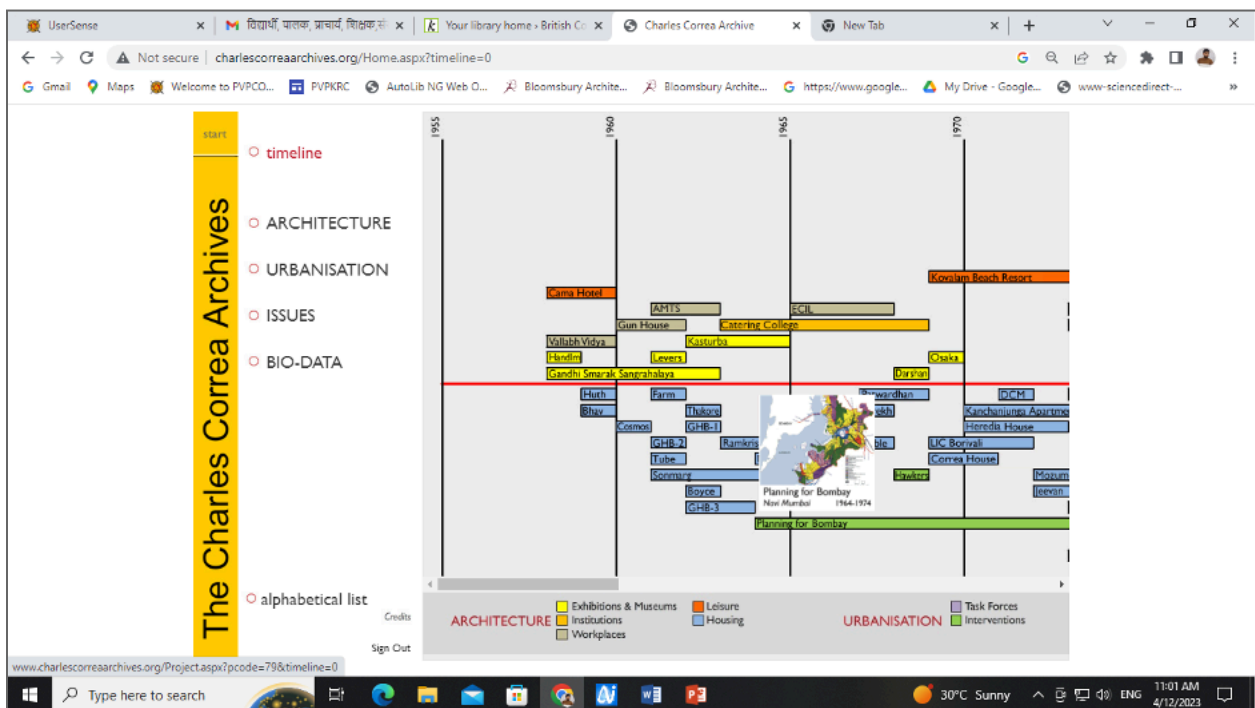 UserSense
विद्यार्थी, पालक, प्राचार्य, शिक्षक,सं
Your library home › British Co
Charles Correa Archive
New Tab
Not secure | charlescorreaarchives.org/Home.aspx?timeline=0
Gmail
Maps
Welcome to PVPCO...
PVPKRC
AutoLib NG Web O...
Bloomsbury Archite...
Bloomsbury Archite...
https://www.google...
My Drive - Google...
www-sciencedirect-...
start
The Charles Correa Archives
timeline
ARCHITECTURE
URBANISATION
ISSUES
BIO-DATA
alphabetical list
Credits
Sign Out
1955
1960
1965
1970
Kovalam Beach Resort
Cama Hotel
AMTS
ECIL
Gun House
Catering College
Vallabh Vidya
Kasturba
Handlm
Levers
Osaka
Gandhi Smarak Sangrahalaya
Darshan
Huth
Farm
wardhan
DCM
Bhav
Thakore
ekh
Kanchanjunga Apartme
Cosmos
GHB-1
Heredia House
GHB-2
Ramkris
ble
LIC Borivali
Tube
Correa House
Sonmarg
Hawkers
Mozum
Boyce
Jeevan
GHB-3
Planning for Bombay
Navi Mumbai 1964-1974
Planning for Bombay
ARCHITECTURE
Exhibitions & Museums
Institutions
Workplaces
Leisure
Housing
URBANISATION
Task Forces
Interventions
www.charlescorreaarchives.org/Project.aspx?pcode=79&timeline=0
Type here to search
30°C Sunny
ENG
11:01 AM
4/12/2023